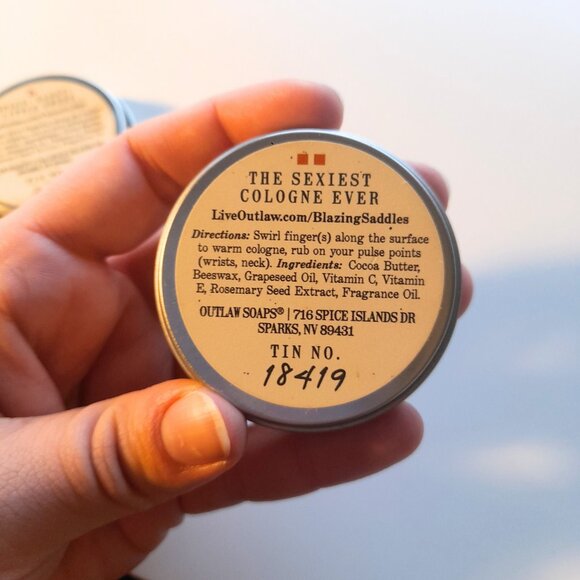 THE SEXIEST
COLOGNE EVER
LiveOutlaw.com/BlazingSaddles
Directions: Swirl finger(s) along the surface
to warm cologne, rub on your pulse points
(wrists, neck). Ingredients: Cocoa Butter,
Beeswax, Grapeseed Oil, Vitamin C, Vitamin
E, Rosemary Seed Extract, Fragrance Oil.
OUTLAW SOAPS® | 716 SPICE ISLANDS DR
SPARKS, NV 89431
TIN NO.
18419